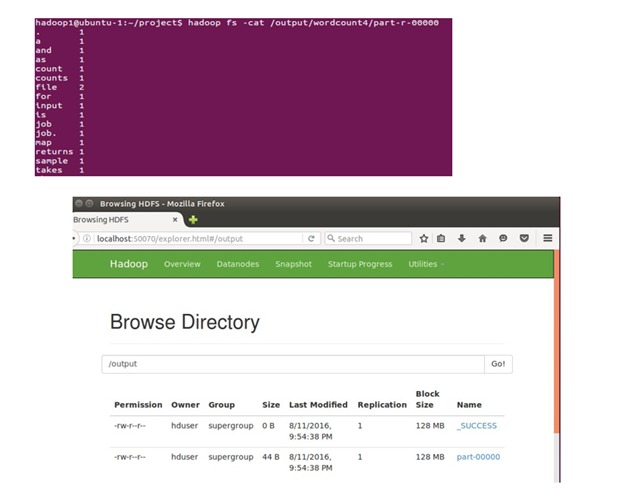 hadoop1@ubuntu-1:~/project$ hadoop fs -cat /output/wordcount4/part-r-00000
. 1
a 1
and 1
as 1
count 1
counts 1
file 2
for 1
input 1
is 1
job 1
job. 1
map 1
returns 1
sample 1
takes 1
Browsing HDFS - Mozilla Firefox
Browsing HDFS
localhost:50070/explorer.html#/output
Search
Hadoop Overview Datanodes Snapshot Startup Progress Utilities
Browse Directory
/output Go!
Permission Owner Group Size Last Modified Replication Block Size Name
-rw-r--r-- hduser supergroup 0 B 8/11/2016, 9:54:38 PM 1 128 MB _SUCCESS
-rw-r--r-- hduser supergroup 44 B 8/11/2016, 9:54:38 PM 1 128 MB part-00000